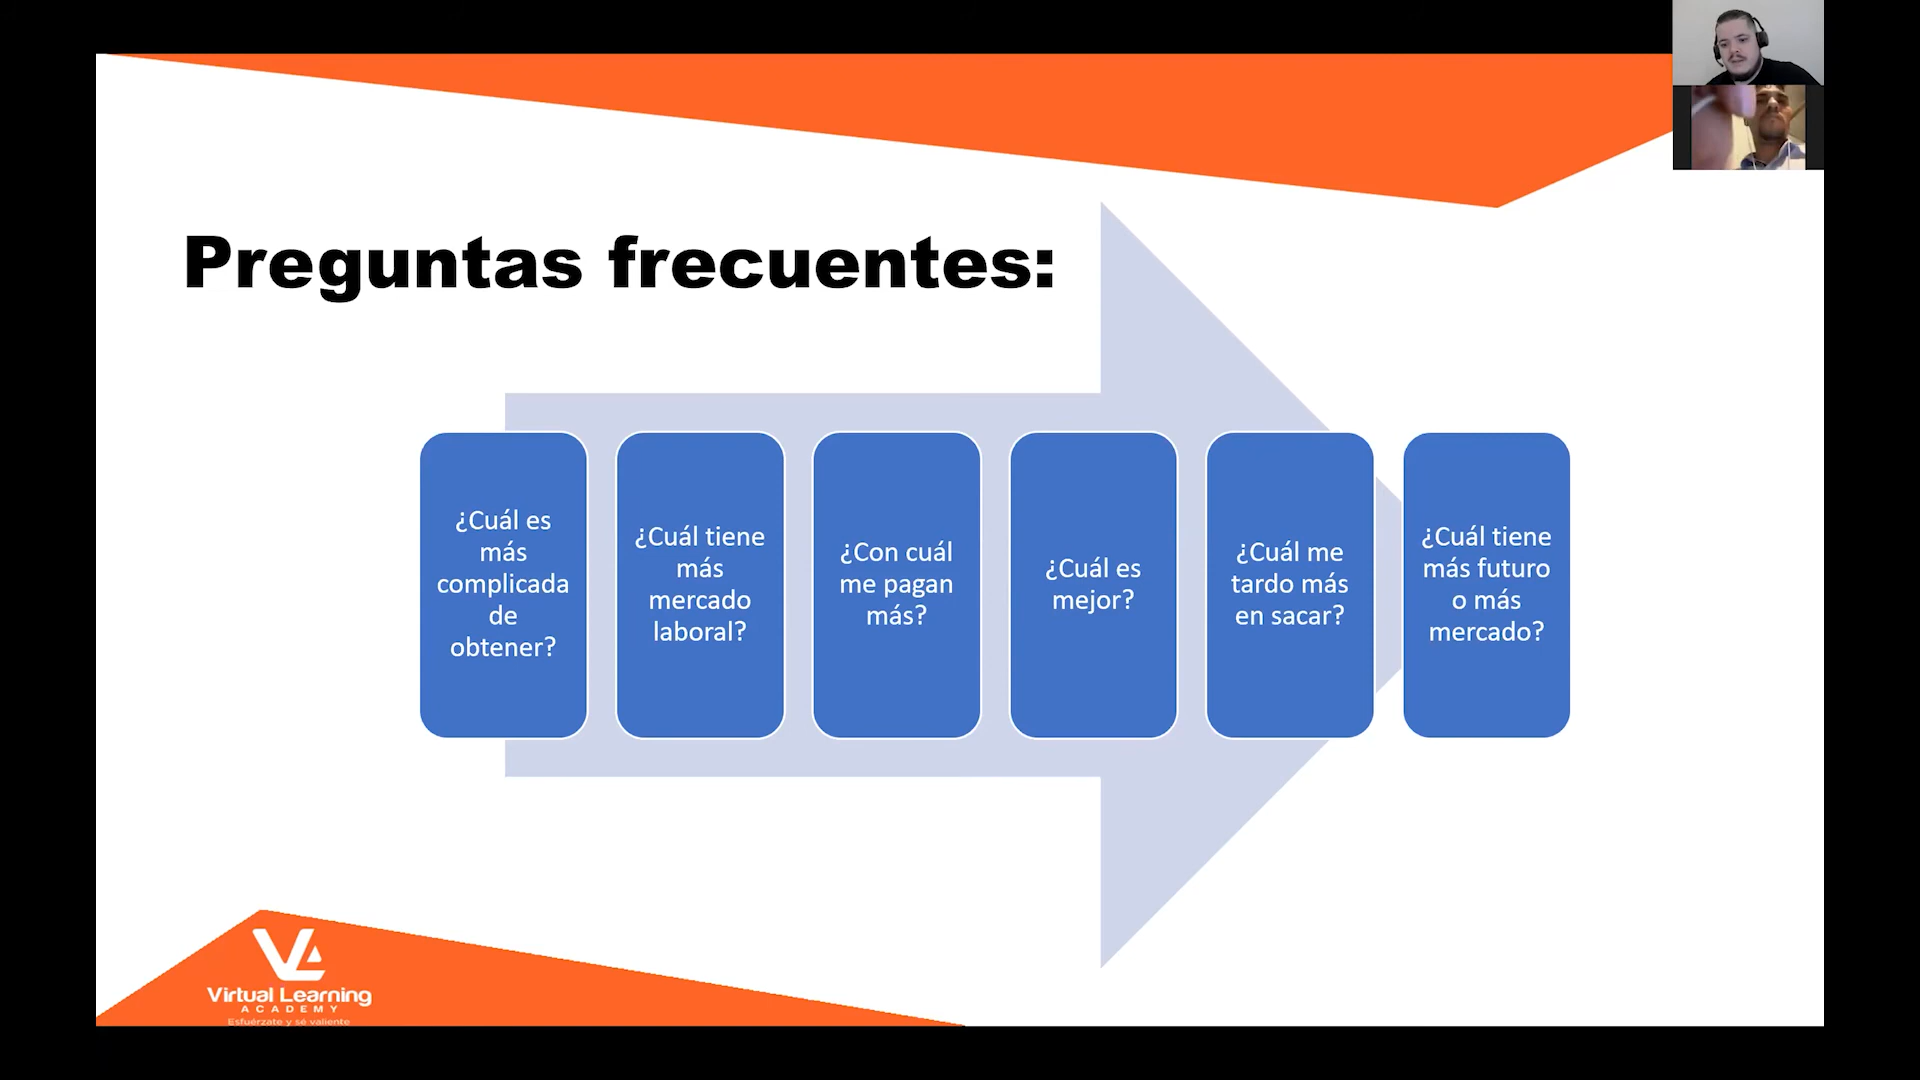 Preguntas frecuentes:
¿Cuál es
más
complicada
de
obtener?
¿Cuál tiene
más
mercado
laboral?
¿Con cuál
me pagan
más?
¿Cuál es
mejor?
¿Cuál me
tardo más
en sacar?
¿Cuál tiene
más futuro
o más
mercado?
VA
Virtual Learning
ACADEMY
Esfuérzate y sé valiente